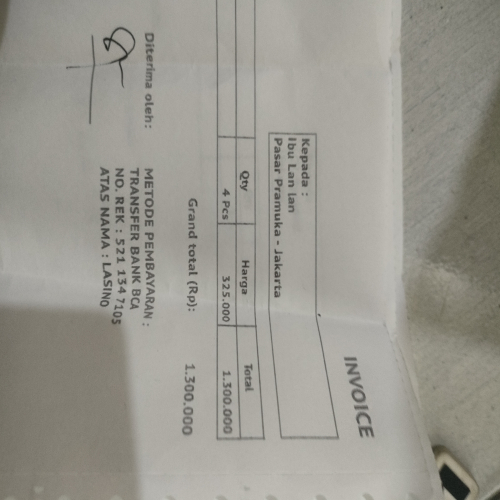 INVOICE
Kepada :
Ibu Lan lan
Pasar Pramuka - Jakarta
Qty Harga Total
4 Pcs 325.000 1.300.000
Grand total (Rp): 1.300.000
Diterima oleh:
METODE PEMBAYARAN :
TRANSFER BANK BCA
NO. REK : 521 134 7105
ATAS NAMA : LASINO